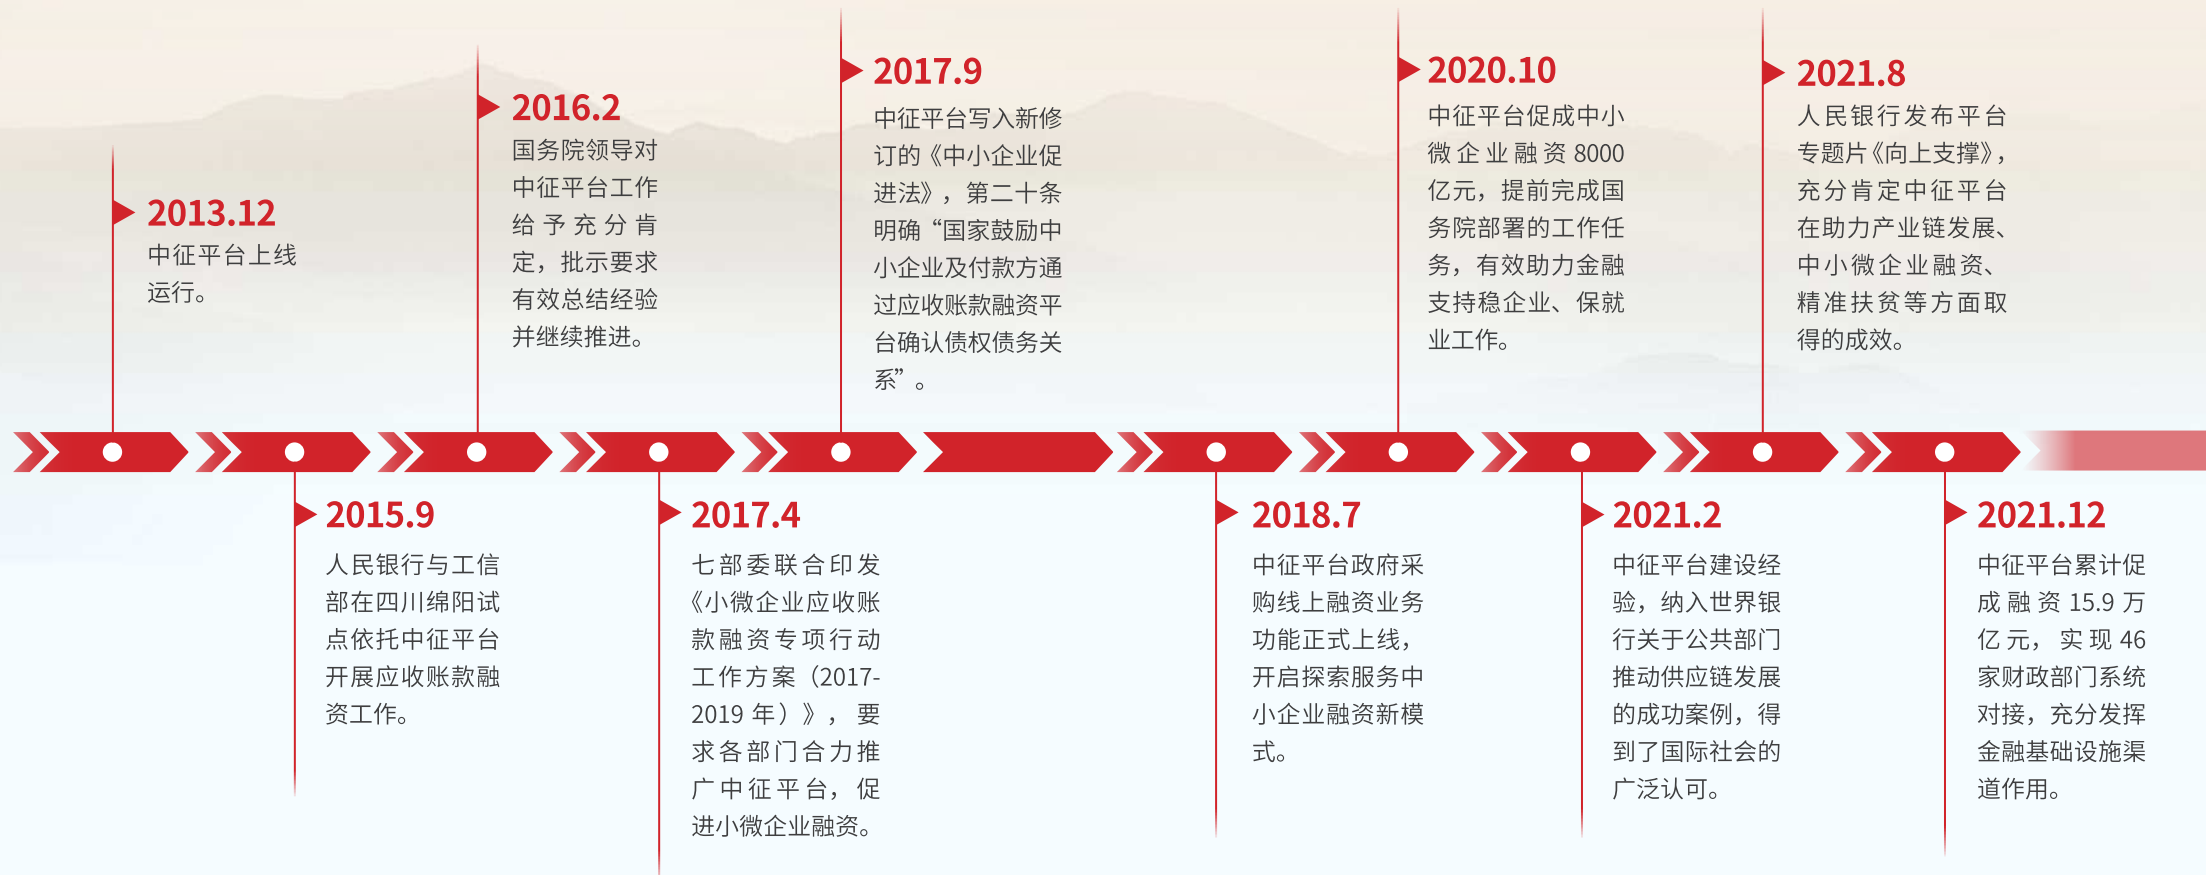 2013.12
中征平台上线
运行。
2015.9
人民银行与工信
部在四川绵阳试
点依托中征平台
开展应收账款融
资工作。
2016.2
国务院领导对
中征平台工作
给予充分肯
定，批示要求
有效总结经验
并继续推进。
2017.4
七部委联合印发
《小微企业应收账
款融资专项行动
工作方案（2017-
2019 年）》，要
求各部门合力推
广中征平台，促
进小微企业融资。
2017.9
中征平台写入新修
订的《中小企业促
进法》，第二十条
明确“国家鼓励中
小企业及付款方通
过应收账款融资平
台确认债权债务关
系”。
2018.7
中征平台政府采
购线上融资业务
功能正式上线，
开启探索服务中
小企业融资新模
式。
2020.10
中征平台促成中小
微企业融资 8000
亿元，提前完成国
务院部署的工作任
务，有效助力金融
支持稳企业、保就
业工作。
2021.2
中征平台建设经
验，纳入世界银
行关于公共部门
推动供应链发展
的成功案例，得
到了国际社会的
广泛认可。
2021.8
人民银行发布平台
专题片《向上支撑》，
充分肯定中征平台
在助力产业链发展、
中小微企业融资、
精准扶贫等方面取
得的成效。
2021.12
中征平台累计促
成融资 15.9 万
亿元，实现 46
家财政部门系统
对接，充分发挥
金融基础设施渠
道作用。